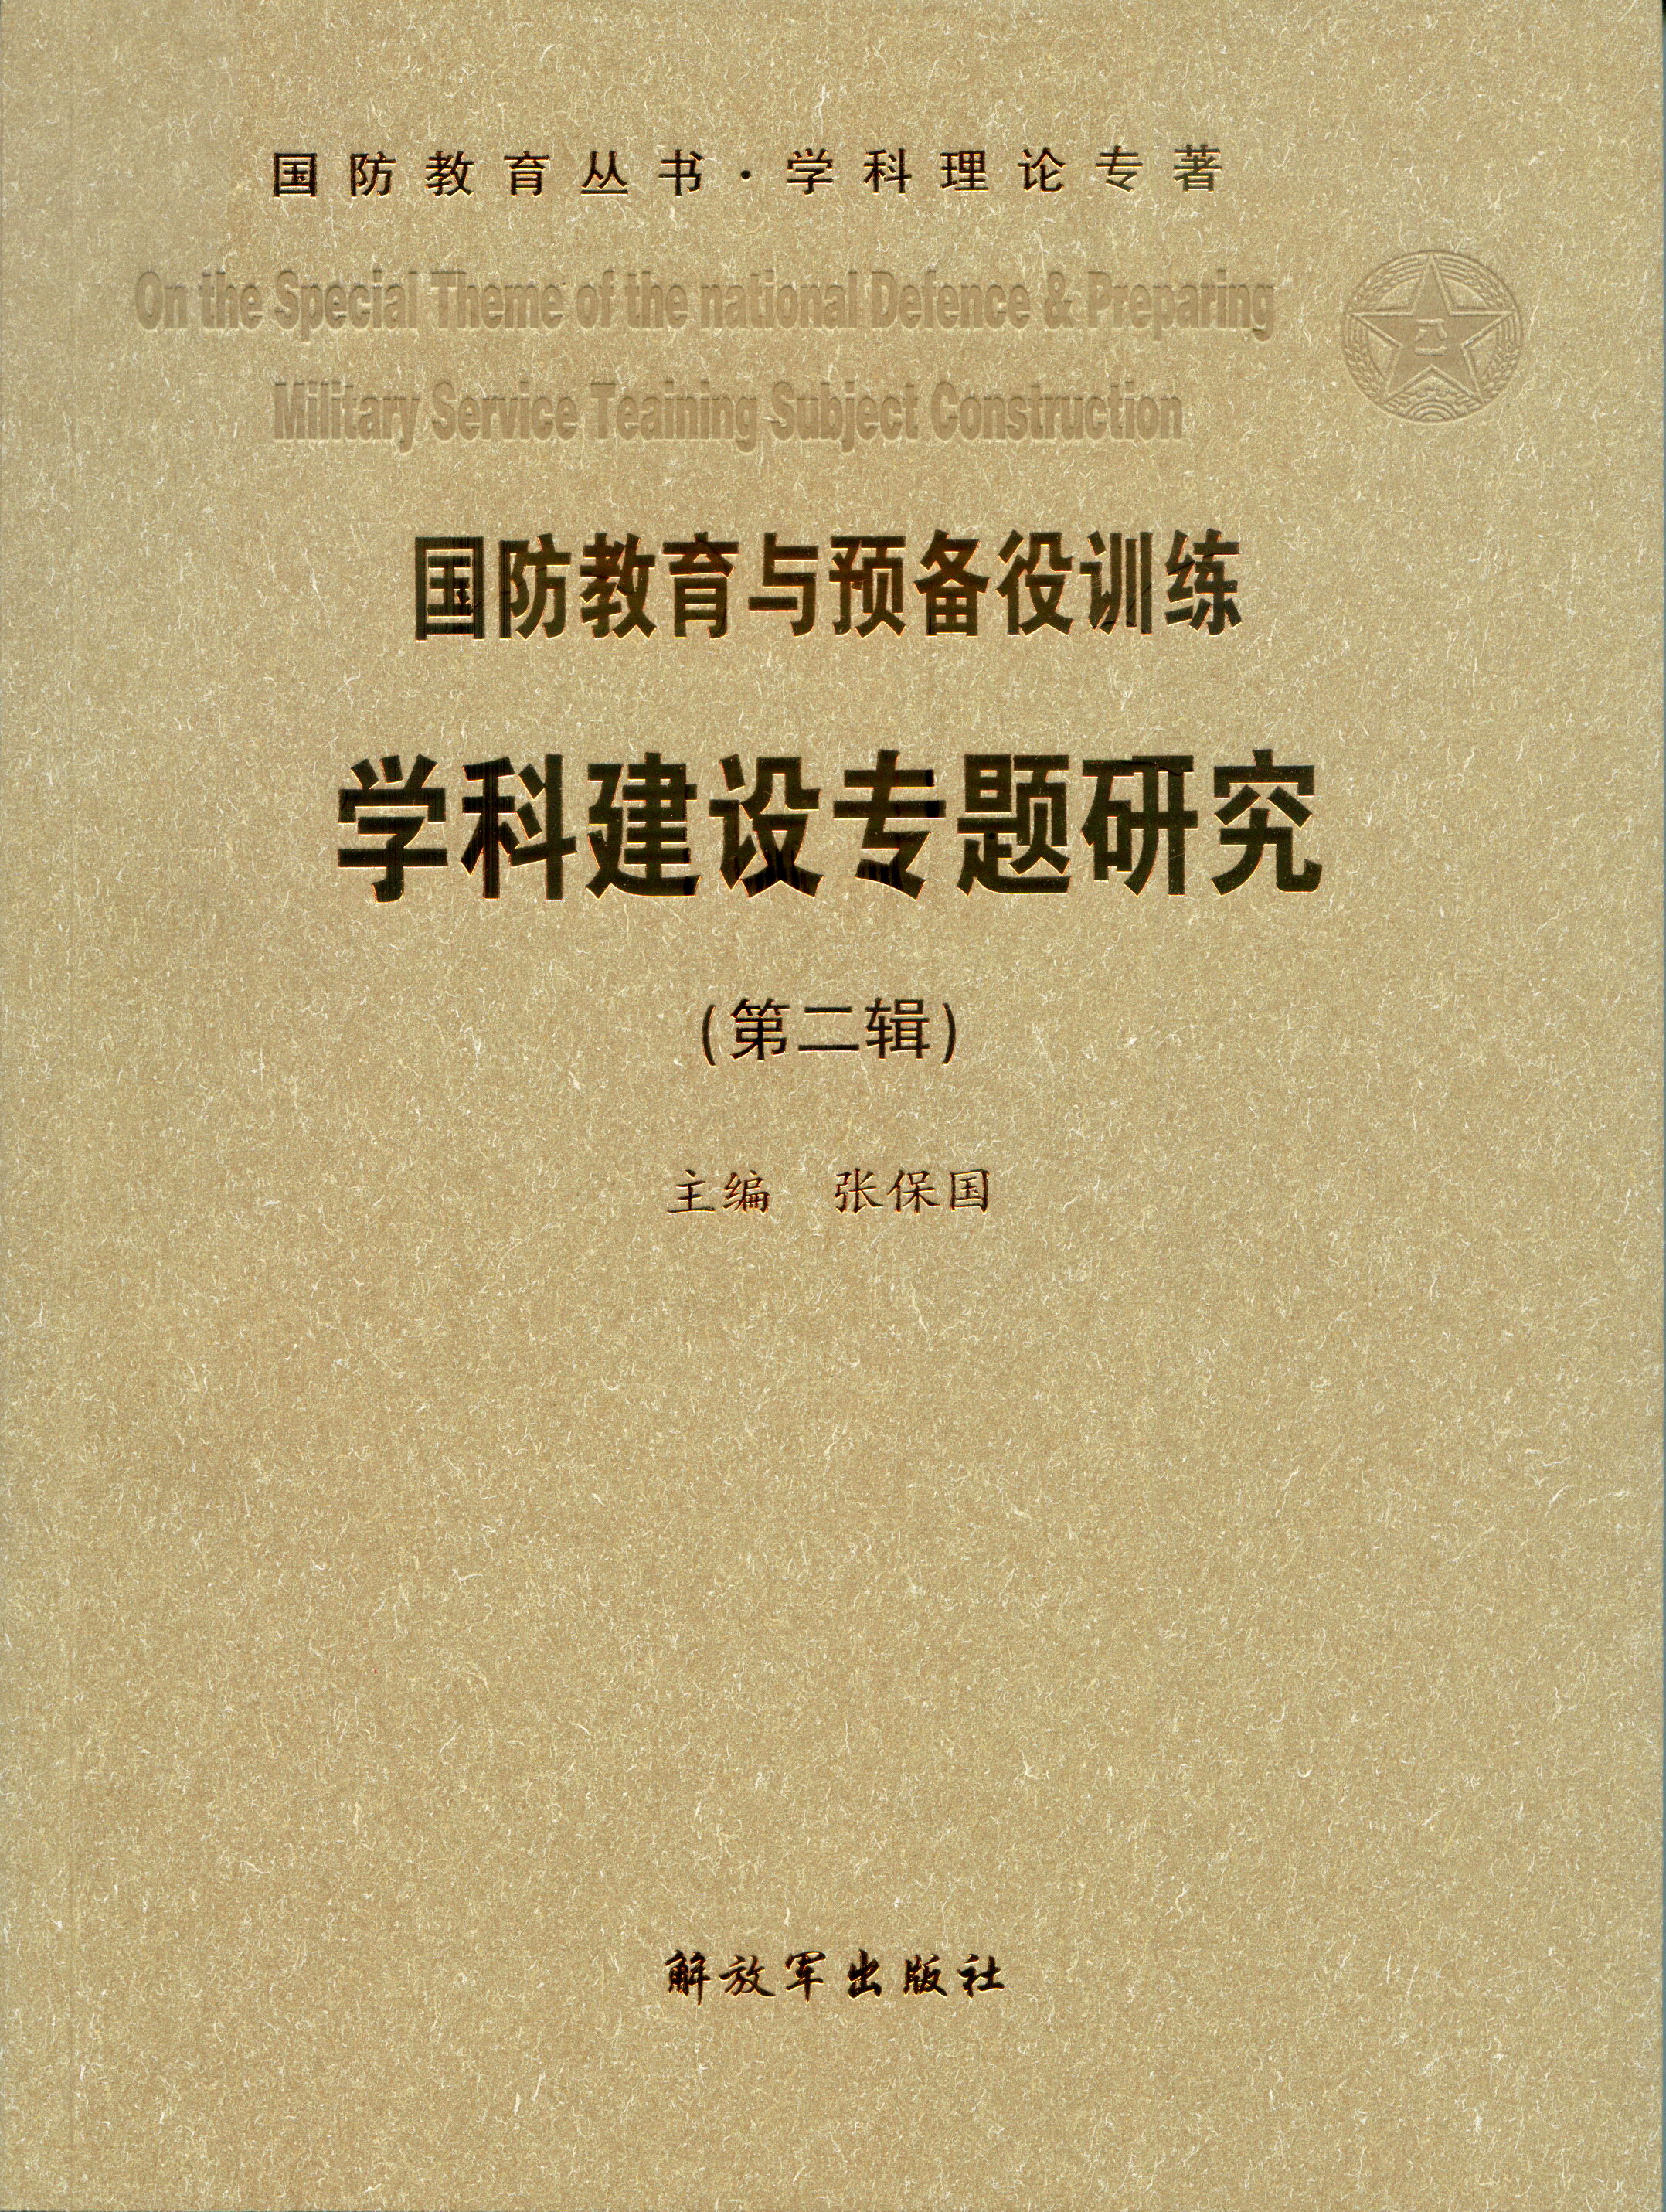 国防教育丛书·学科理论专著
On the Special Theme of the national Defence & Preparing
Military Service Teaining Subject Construction
八一
国防教育与预备役训练
学科建设专题研究
(第二辑)
主编 张保国
解放军出版社